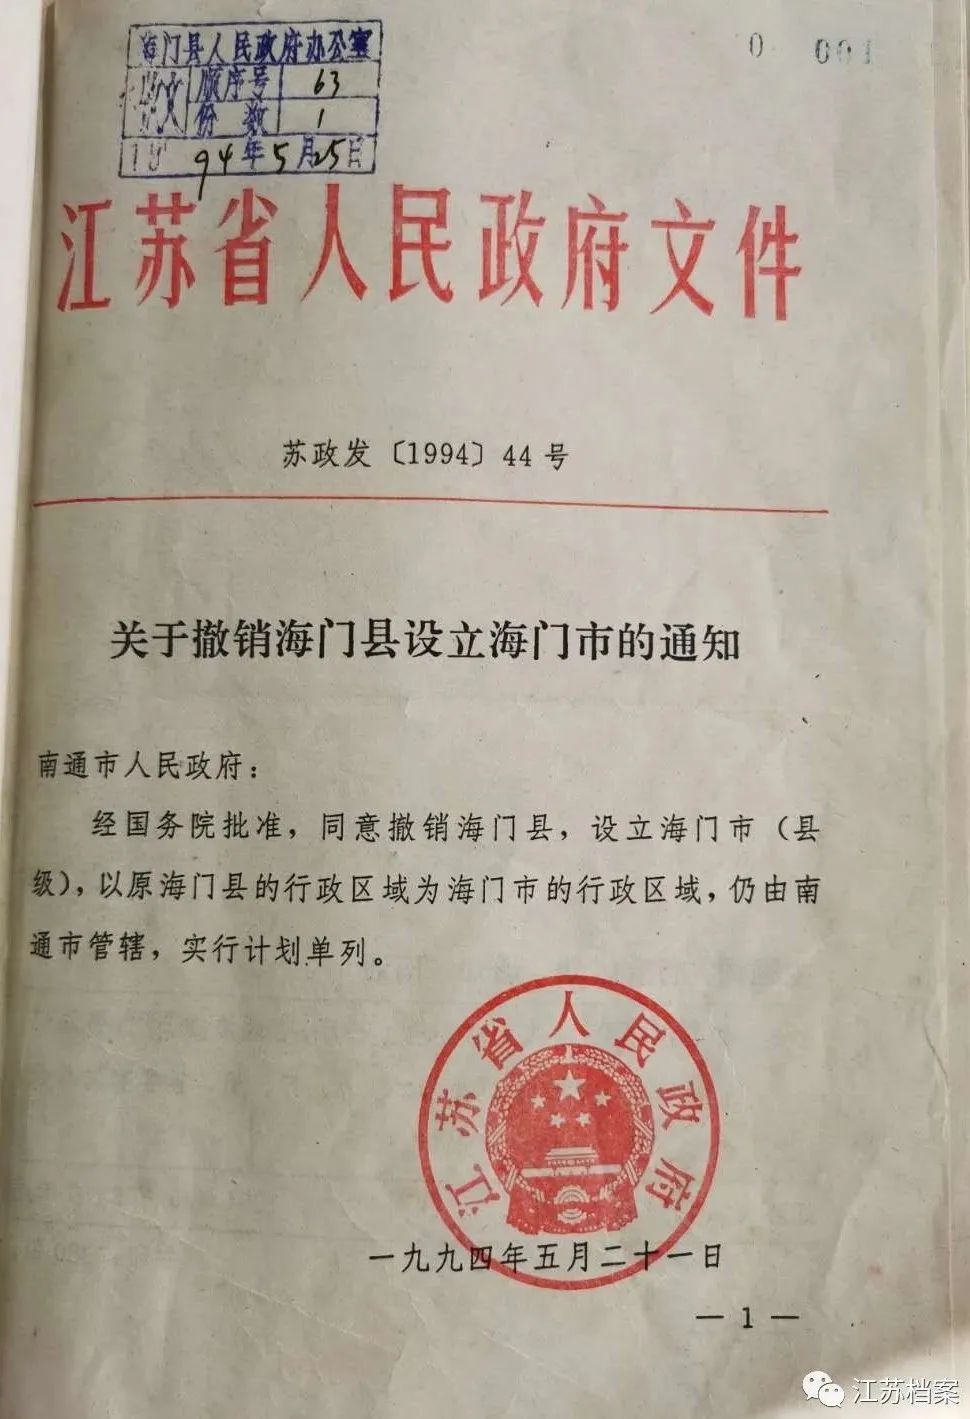 海门县人民政府办公室
收文 顺序号 63
份数 1
19 94年5月25日
0 001
江苏省人民政府文件
苏政发〔1994〕44号
关于撤销海门县设立海门市的通知
南通市人民政府：
经国务院批准，同意撤销海门县，设立海门市（县
级），以原海门县的行政区域为海门市的行政区域，仍由南
通市管辖，实行计划单列。
江苏省人民政府
一九九四年五月二十一日
— 1 —
江苏档案